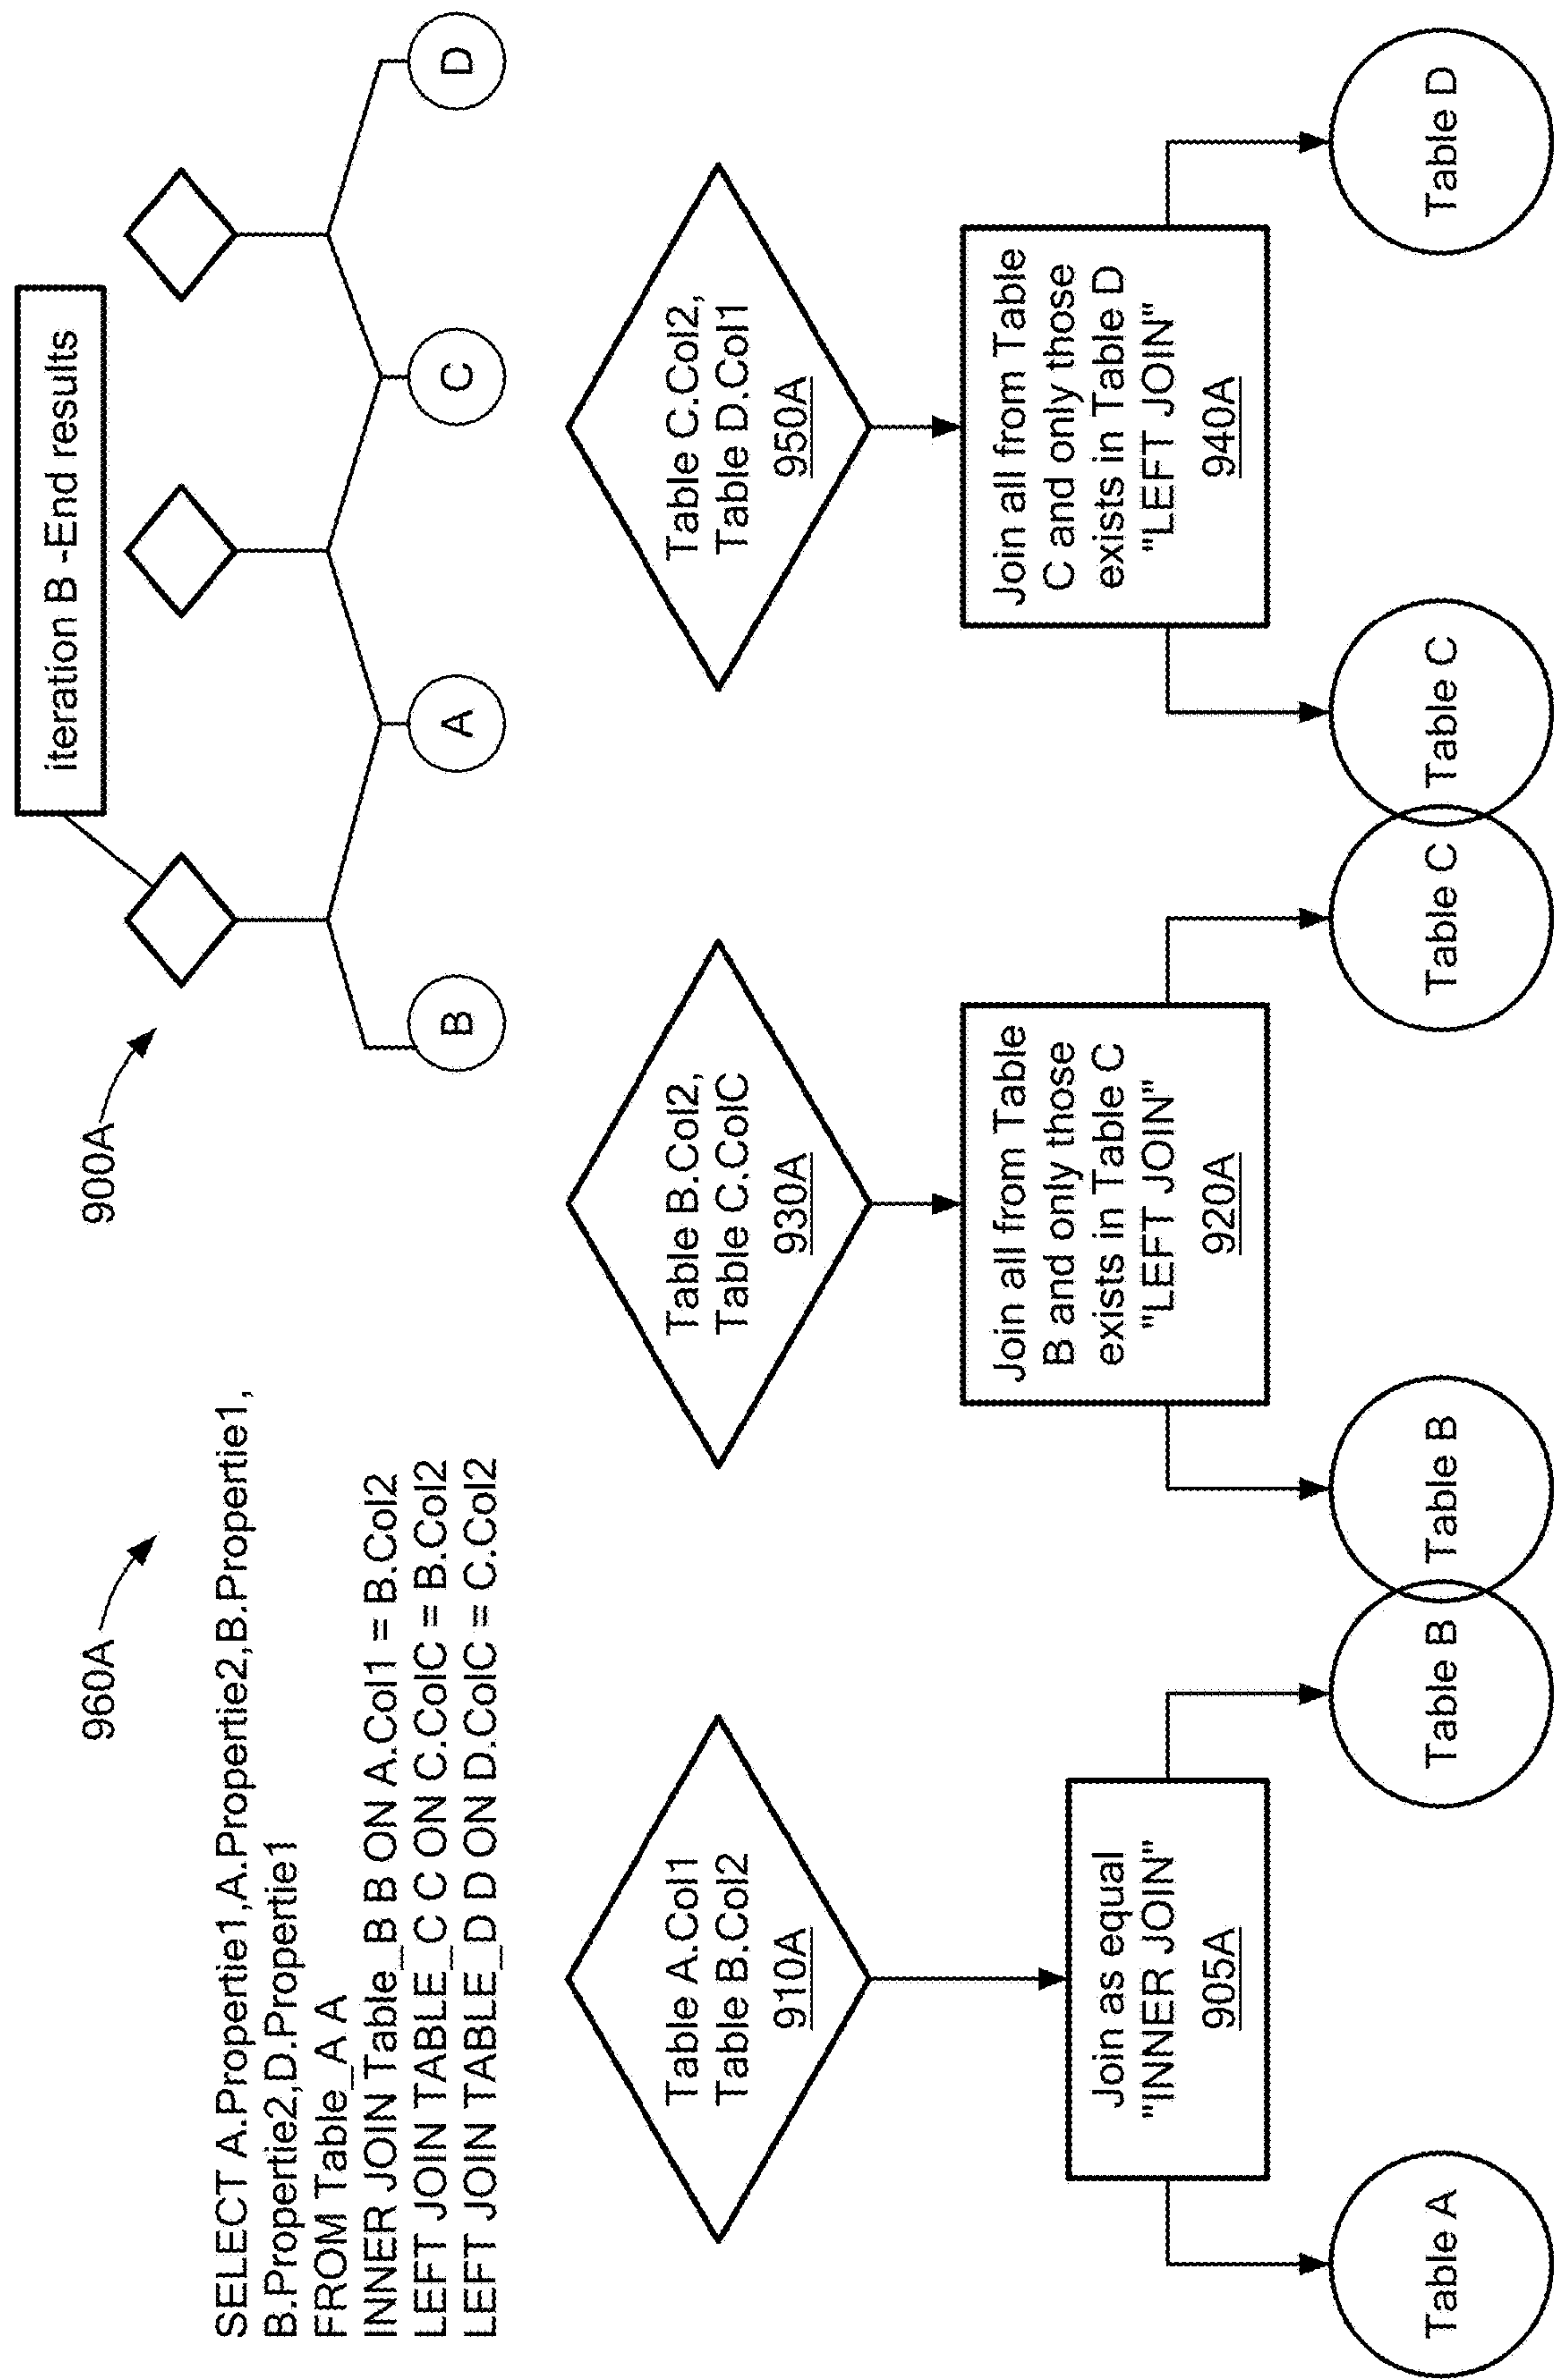 960A
900A
SELECT A.Propertie1,A.Propertie2,B.Propertie1,
B.Propertie2,D.Propertie1
FROM Table_A A
INNER JOIN Table_B B ON A.Col1 = B.Col2
LEFT JOIN TABLE_C C ON C.ColC = B.Col2
LEFT JOIN TABLE_D D ON D.ColC = C.Col2
iteration B -End results
B
A
C
D
Table A.Col1
Table B.Col2
910A
Table B.Col2,
Table C.ColC
930A
Table C.Col2,
Table D.Col1
950A
Join as equal
"INNER JOIN"
905A
Join all from Table
B and only those
exists in Table C
"LEFT JOIN"
920A
Join all from Table
C and only those
exists in Table D
"LEFT JOIN"
940A
Table A
Table B
Table B
Table C
Table C
Table D